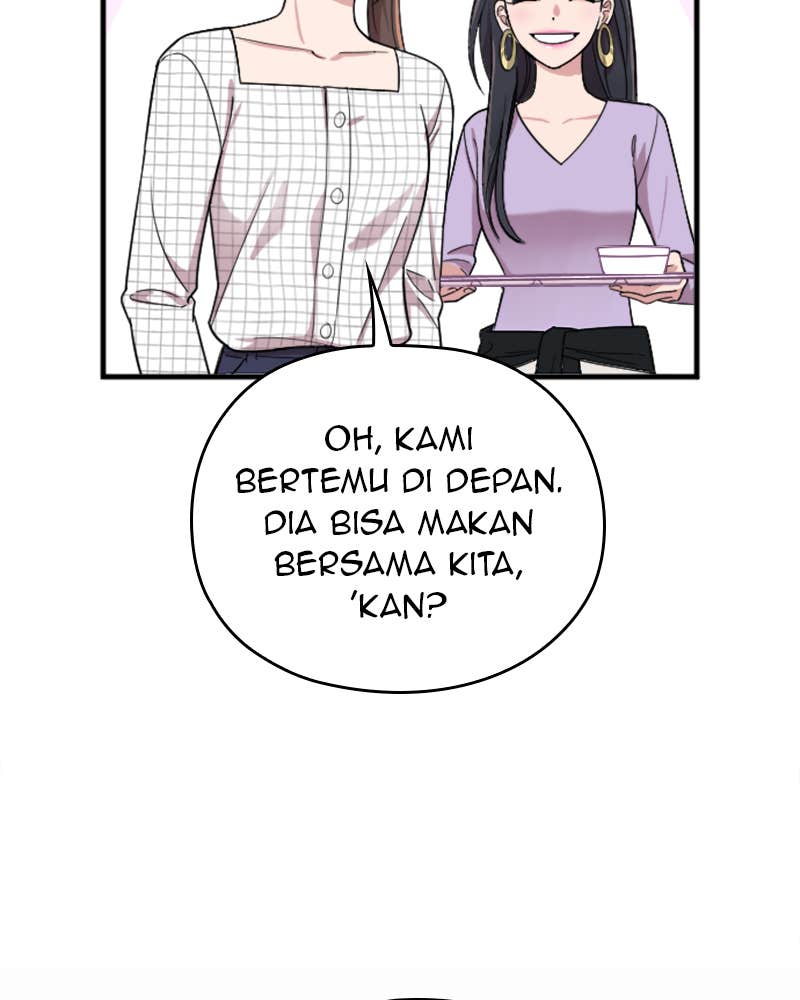 OH, KAMI
BERTEMU DI DEPAN.
DIA BISA MAKAN
BERSAMA KITA,
'KAN?